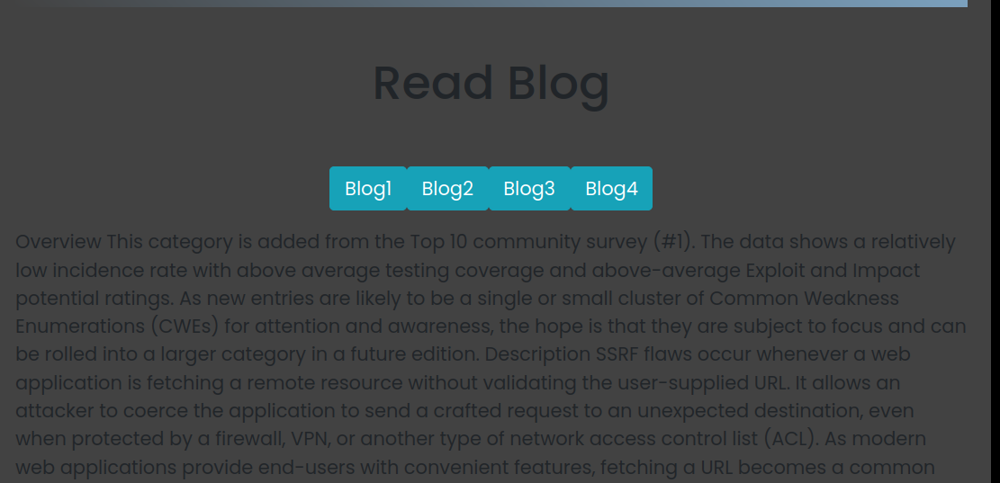 Read Blog
Blog1 Blog2 Blog3 Blog4
Overview This category is added from the Top 10 community survey (#1). The data shows a relatively
low incidence rate with above average testing coverage and above-average Exploit and Impact
potential ratings. As new entries are likely to be a single or small cluster of Common Weakness
Enumerations (CWEs) for attention and awareness, the hope is that they are subject to focus and can
be rolled into a larger category in a future edition. Description SSRF flaws occur whenever a web
application is fetching a remote resource without validating the user-supplied URL. It allows an
attacker to coerce the application to send a crafted request to an unexpected destination, even
when protected by a firewall, VPN, or another type of network access control list (ACL). As modern
web applications provide end-users with convenient features, fetching a URL becomes a common